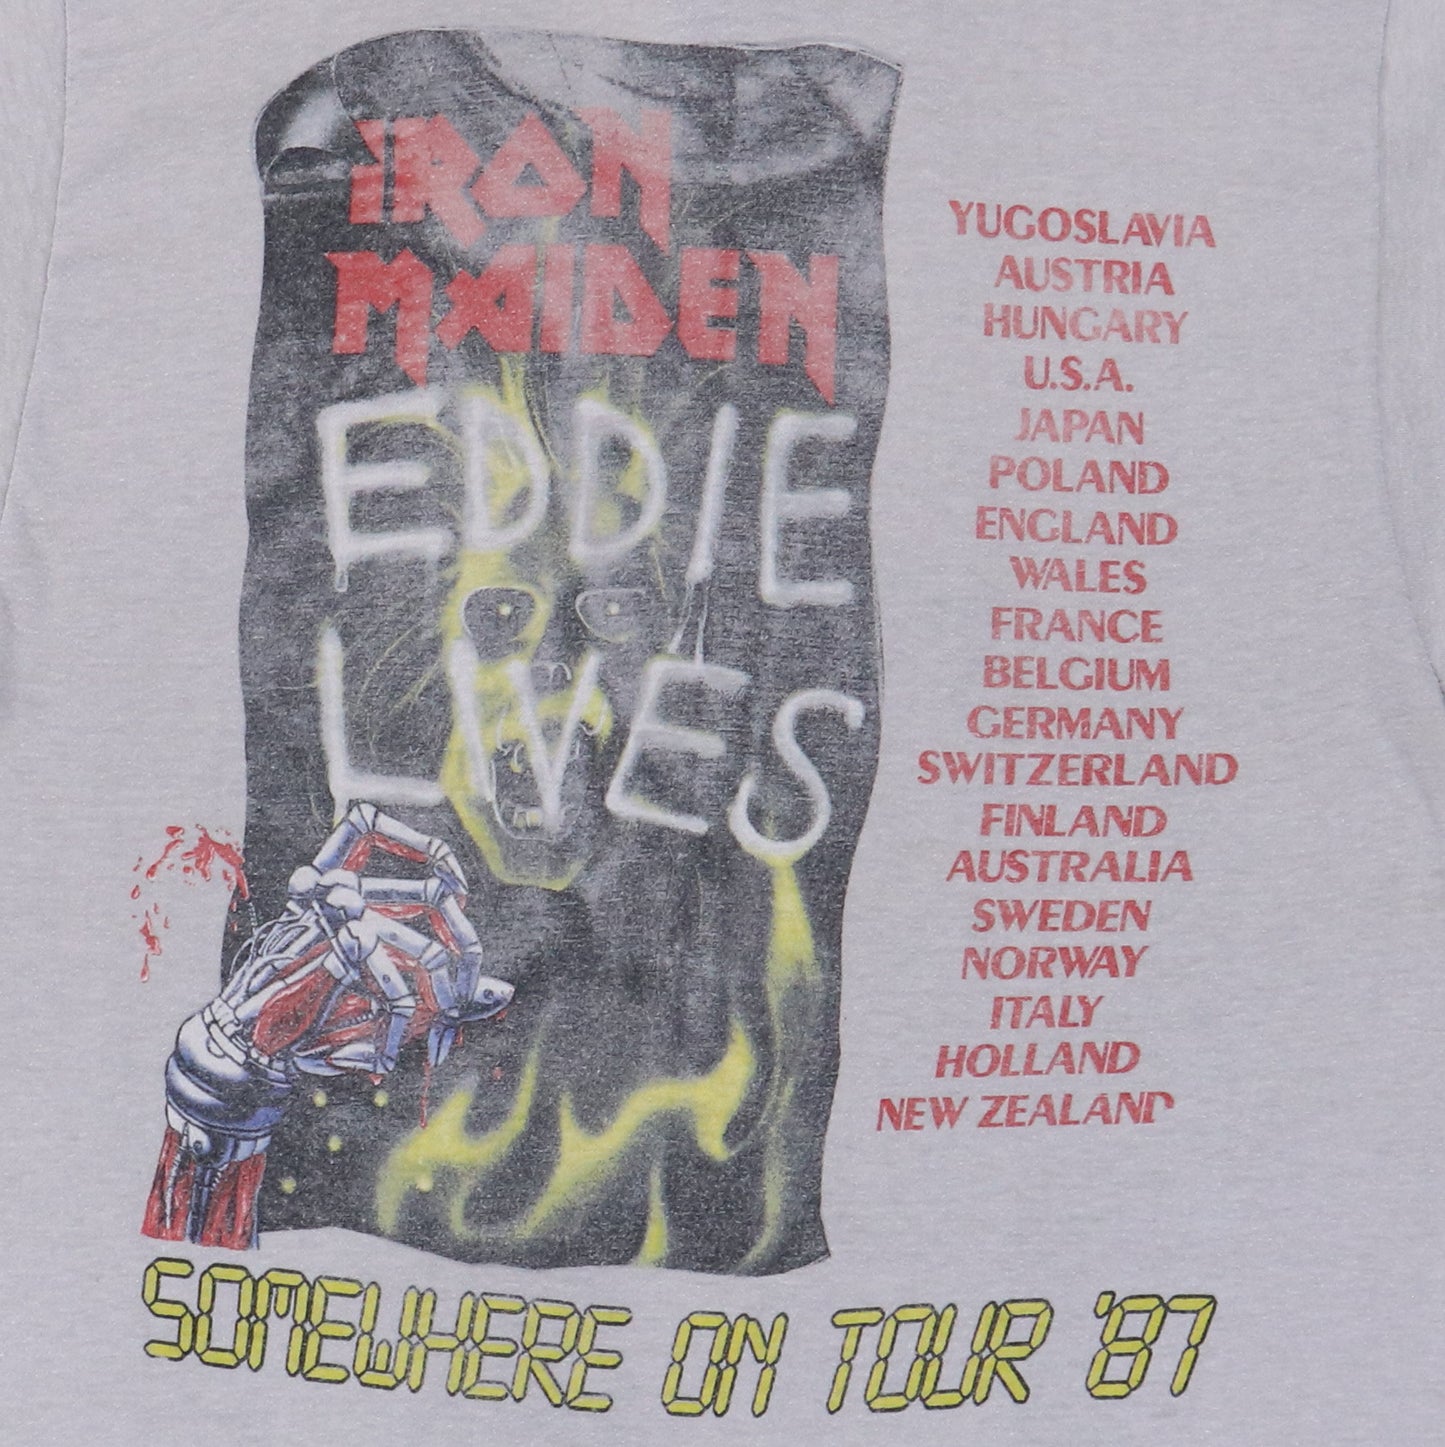 IRON
MAIDEN
EDDIE
LIVES
YUGOSLAVIA
AUSTRIA
HUNGARY
U.S.A.
JAPAN
POLAND
ENGLAND
WALES
FRANCE
BELGIUM
GERMANY
SWITZERLAND
FINLAND
AUSTRALIA
SWEDEN
NORWAY
ITALY
HOLLAND
NEW ZEALAND
SOMEWHERE ON TOUR '87